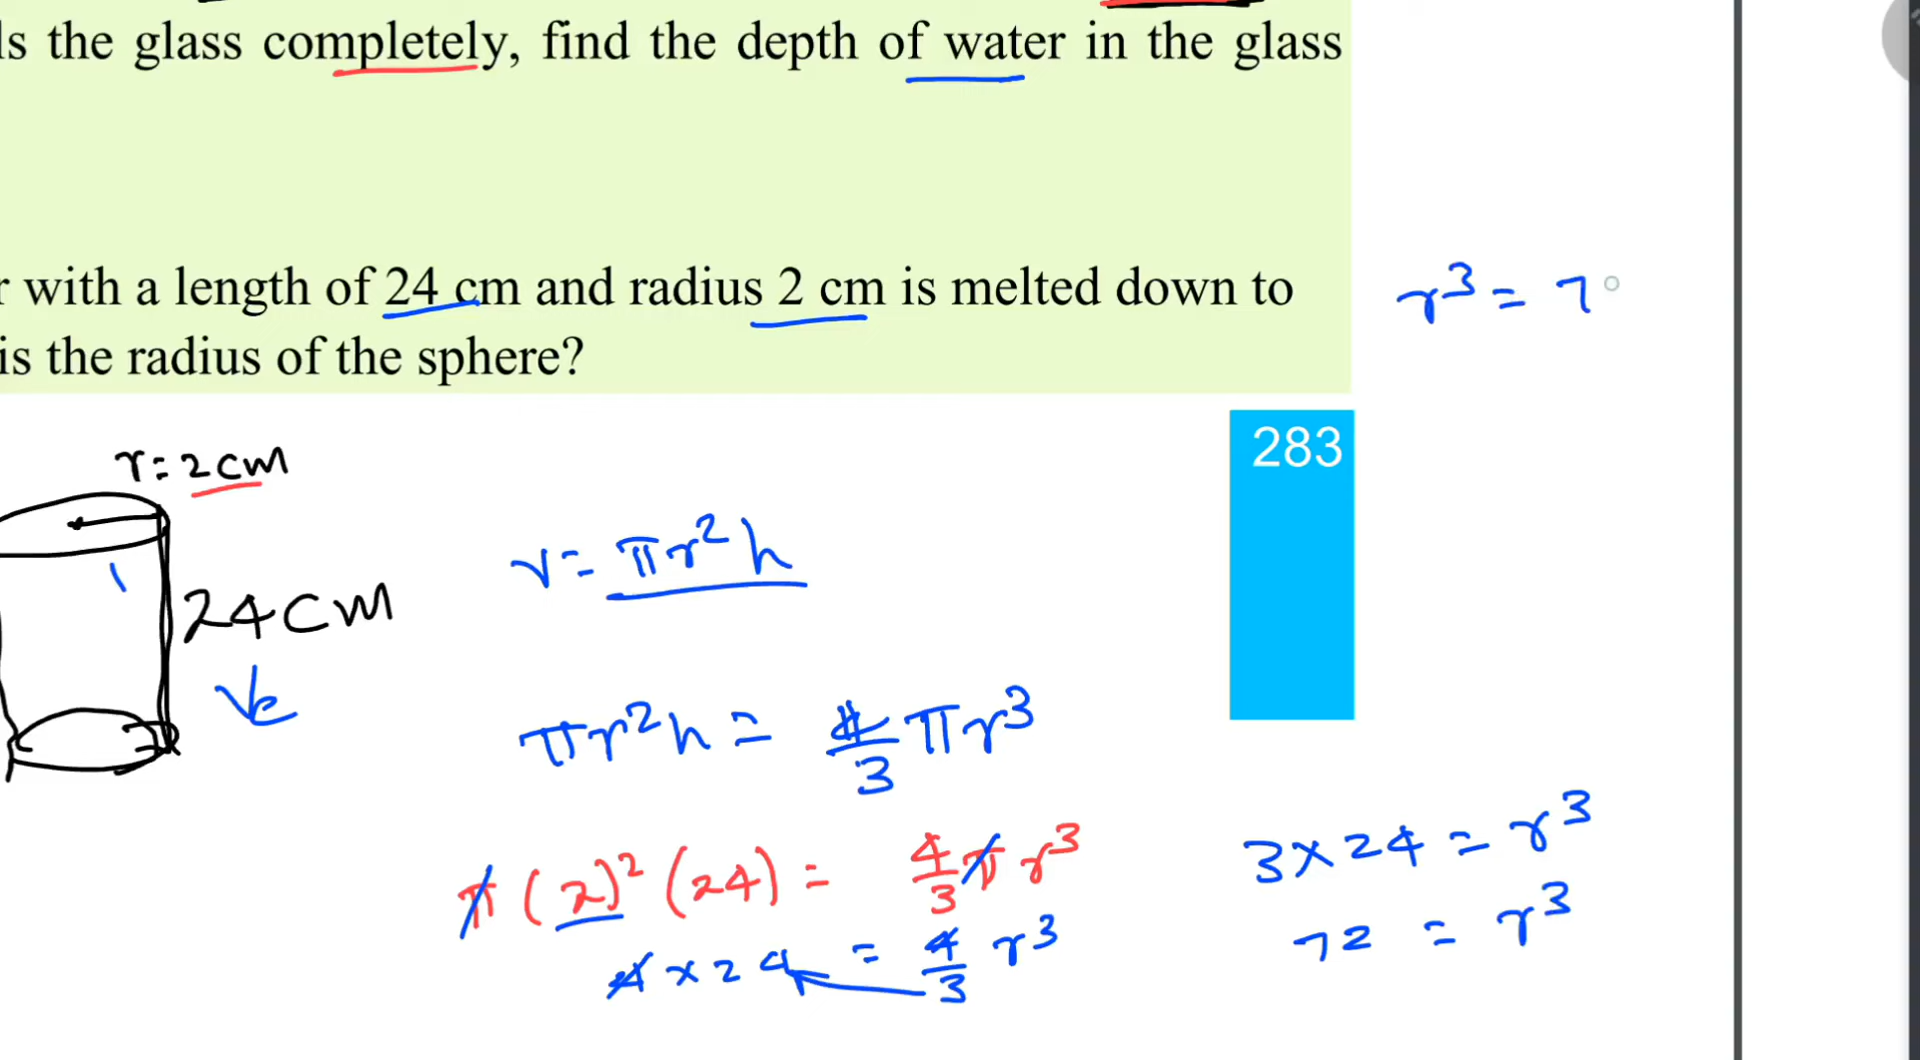 ls the glass completely, find the depth of water in the glass
r with a length of 24 cm and radius 2 cm is melted down to
is the radius of the sphere?
r³ = 7
283
r = 2cm
V = πr²h
24cm
πr²h = 4/3 πr³
π(2)²(24) = 4/3 πr³
4 × 24 = 4/3 r³
3 × 24 = r³
72 = r³